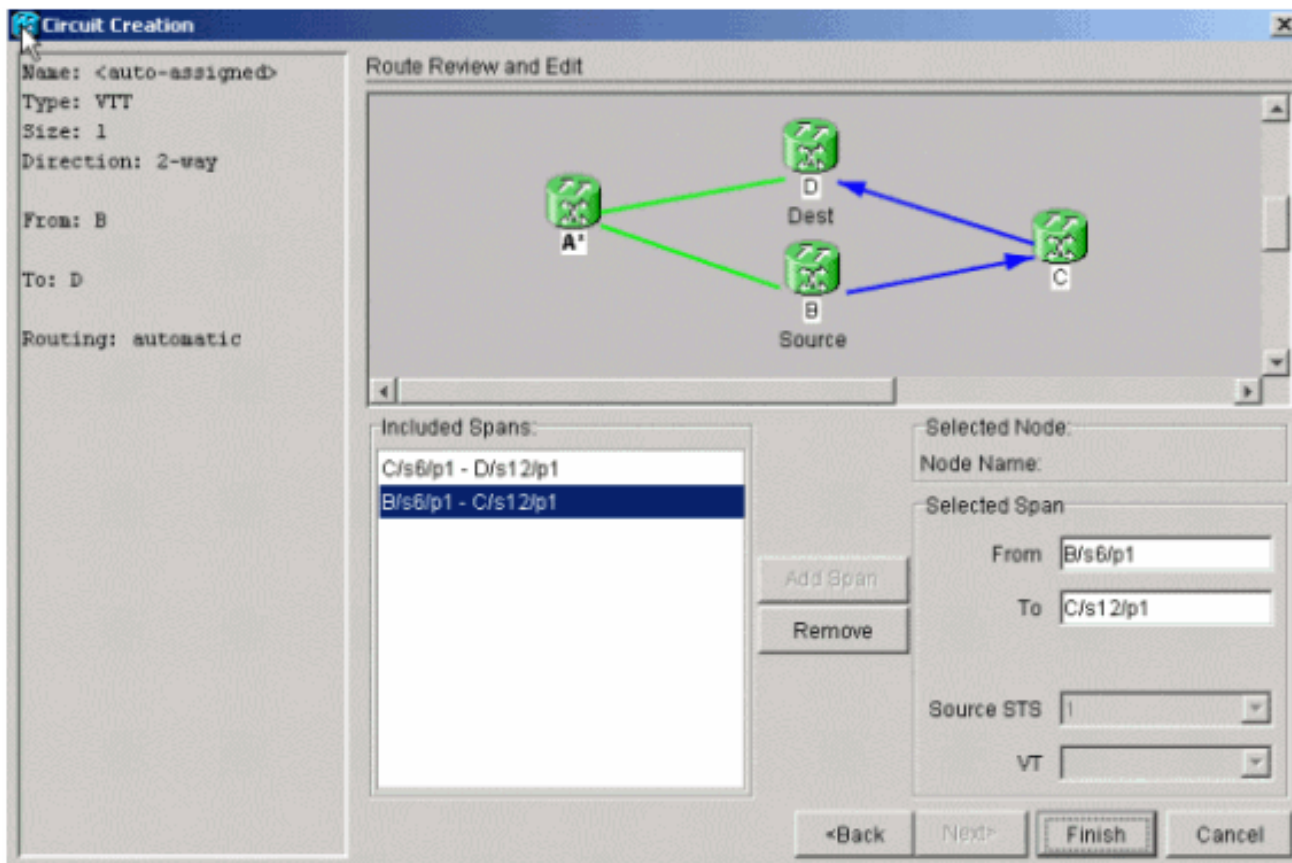 Circuit Creation
Name: <auto-assigned>
Type: VTT
Size: 1
Direction: 2-way
From: B
To: D
Routing: automatic
Route Review and Edit
D
Dest
A'
B
Source
C
Included Spans:
C/s6/p1 - D/s12/p1
B/s6/p1 - C/s12/p1
Add Span
Remove
Selected Node:
Node Name:
Selected Span
From B/s6/p1
To C/s12/p1
Source STS 1
VT
<Back
Next>
Finish
Cancel